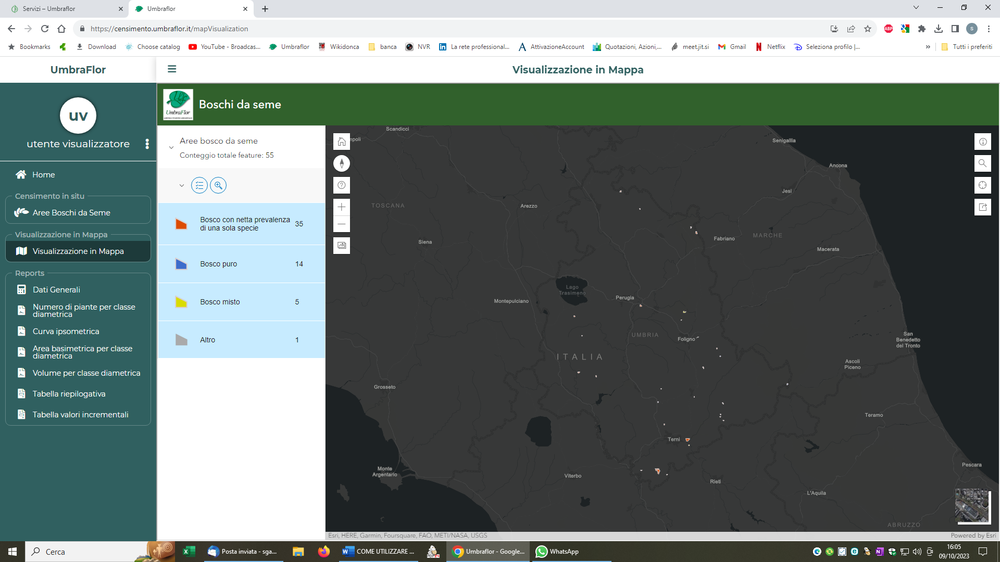 Servizi – Umbraflor
Umbraflor
https://censimento.umbraflor.it/mapVisualization
ABP
S
Bookmarks
Download
Choose catalog
YouTube - Broadcas...
Umbraflor
Wikidonca
banca
NVR
La rete professional...
AttivazioneAccount
Quotazioni, Azioni,...
meet.jit.si
Gmail
Netflix
Seleziona profilo |...
»
Tutti i preferiti
UmbraFlor
Visualizzazione in Mappa
uv
utente visualizzatore
Home
Censimento in situ
Aree Boschi da Seme
Visualizzazione in Mappa
Visualizzazione in Mappa
Reports
Dati Generali
Numero di piante per classe
diametrica
Curva ipsometrica
Area basimetrica per classe
diametrica
Volume per classe diametrica
Tabella riepilogativa
Tabella valori incrementali
UmbraFlor
Boschi da seme
Aree bosco da seme
Conteggio totale feature: 55
Bosco con netta prevalenza
di una sola specie
35
Bosco puro
14
Bosco misto
5
Altro
1
Scandicci
mpoli
Senigallia
Ancona
Jesi
TOSCANA
Arezzo
Siena
Fabriano
MARCHE
Macerata
Lago
Trasimeno
Perugia
Montepulciano
UMBRIA
Foligno
San
Benedetto
del Tronto
ITALIA
Ascoli
Piceno
Grosseto
Teramo
Terni
Monte
Argentario
Viterbo
Rieti
Pescara
L'Aquila
ABRUZZO
Esri, HERE, Garmin, Foursquare, FAO, METI/NASA, USGS
Powered by Esri
Cerca
Posta inviata - sga...
COME UTILIZZARE ...
PDF24
Umbraflor - Google...
WhatsApp
16:05
09/10/2023